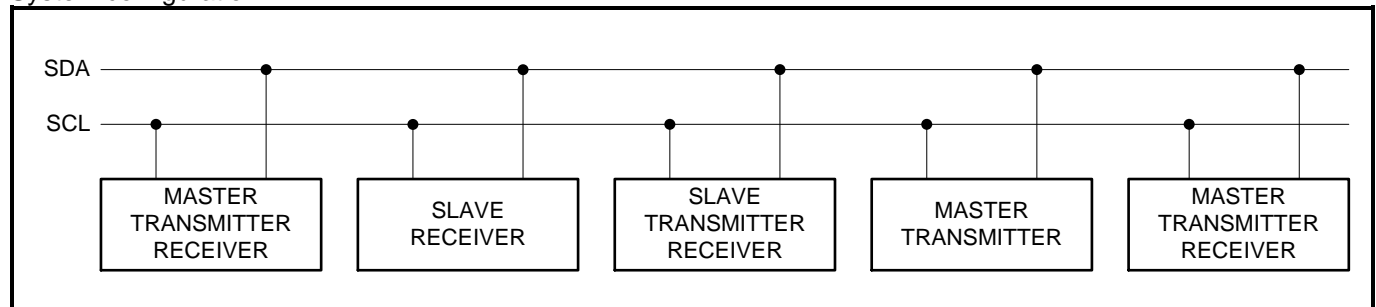 SDA
SCL
MASTER
TRANSMITTER
RECEIVER
SLAVE
RECEIVER
SLAVE
TRANSMITTER
RECEIVER
MASTER
TRANSMITTER
MASTER
TRANSMITTER
RECEIVER